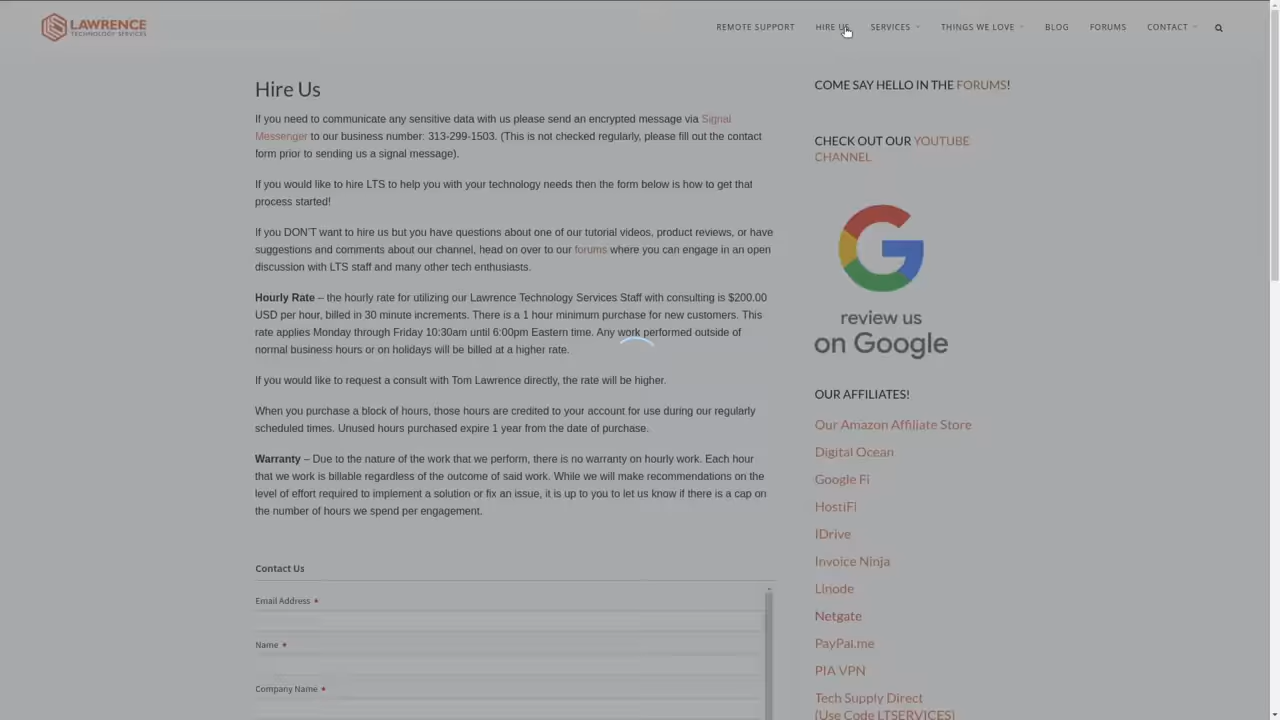 LAWRENCE
TECHNOLOGY SERVICES
REMOTE SUPPORT
HIRE US
SERVICES
THINGS WE LOVE
BLOG
FORUMS
CONTACT
Hire Us
If you need to communicate any sensitive data with us please send an encrypted message via Signal
Messenger to our business number: 313-299-1503. (This is not checked regularly, please fill out the contact
form prior to sending us a signal message).
If you would like to hire LTS to help you with your technology needs then the form below is how to get that
process started!
If you DON'T want to hire us but you have questions about one of our tutorial videos, product reviews, or have
suggestions and comments about our channel, head on over to our forums where you can engage in an open
discussion with LTS staff and many other tech enthusiasts.
Hourly Rate – the hourly rate for utilizing our Lawrence Technology Services Staff with consulting is $200.00
USD per hour, billed in 30 minute increments. There is a 1 hour minimum purchase for new customers. This
rate applies Monday through Friday 10:30am until 6:00pm Eastern time. Any work performed outside of
normal business hours or on holidays will be billed at a higher rate.
If you would like to request a consult with Tom Lawrence directly, the rate will be higher.
When you purchase a block of hours, those hours are credited to your account for use during our regularly
scheduled times. Unused hours purchased expire 1 year from the date of purchase.
Warranty – Due to the nature of the work that we perform, there is no warranty on hourly work. Each hour
that we work is billable regardless of the outcome of said work. While we will make recommendations on the
level of effort required to implement a solution or fix an issue, it is up to you to let us know if there is a cap on
the number of hours we spend per engagement.
Contact Us
Email Address *
Name *
Company Name *
COME SAY HELLO IN THE FORUMS!
CHECK OUT OUR YOUTUBE
CHANNEL
review us
on Google
OUR AFFILIATES!
Our Amazon Affiliate Store
Digital Ocean
Google Fi
HostiFi
IDrive
Invoice Ninja
Linode
Netgate
PayPal.me
PIA VPN
Tech Supply Direct
(Use Code LTSERVICES)